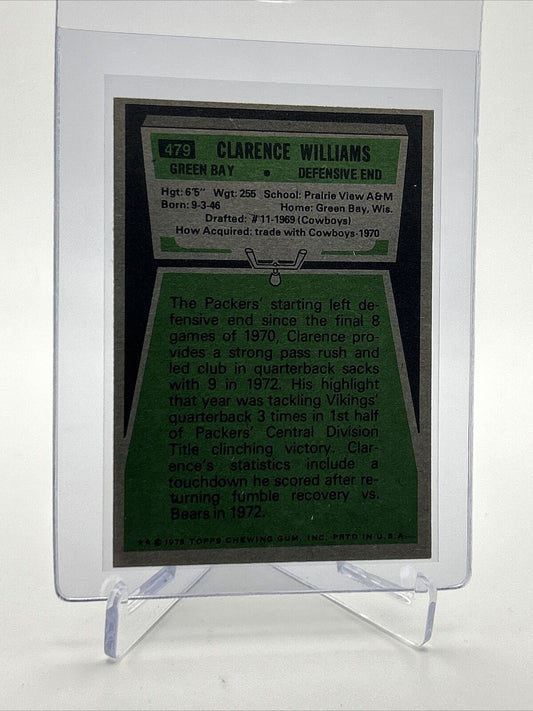 479 CLARENCE WILLIAMS
GREEN BAY • DEFENSIVE END
Hgt: 6'5" Wgt: 255 School: Prairie View A&M
Born: 9-3-46 Home: Green Bay, Wis.
Drafted: #11-1969 (Cowboys)
How Acquired: trade with Cowboys-1970
The Packers' starting left de-
fensive end since the final 8
games of 1970, Clarence pro-
vides a strong pass rush and
led club in quarterback sacks
with 9 in 1972. His highlight
that year was tackling Vikings'
quarterback 3 times in 1st half
of Packers' Central Division
Title clinching victory. Clar-
ence's statistics include a
touchdown he scored after re-
turning fumble recovery vs.
Bears in 1972.
★★ © 1975 TOPPS CHEWING GUM, INC. PRTD IN U.S.A.